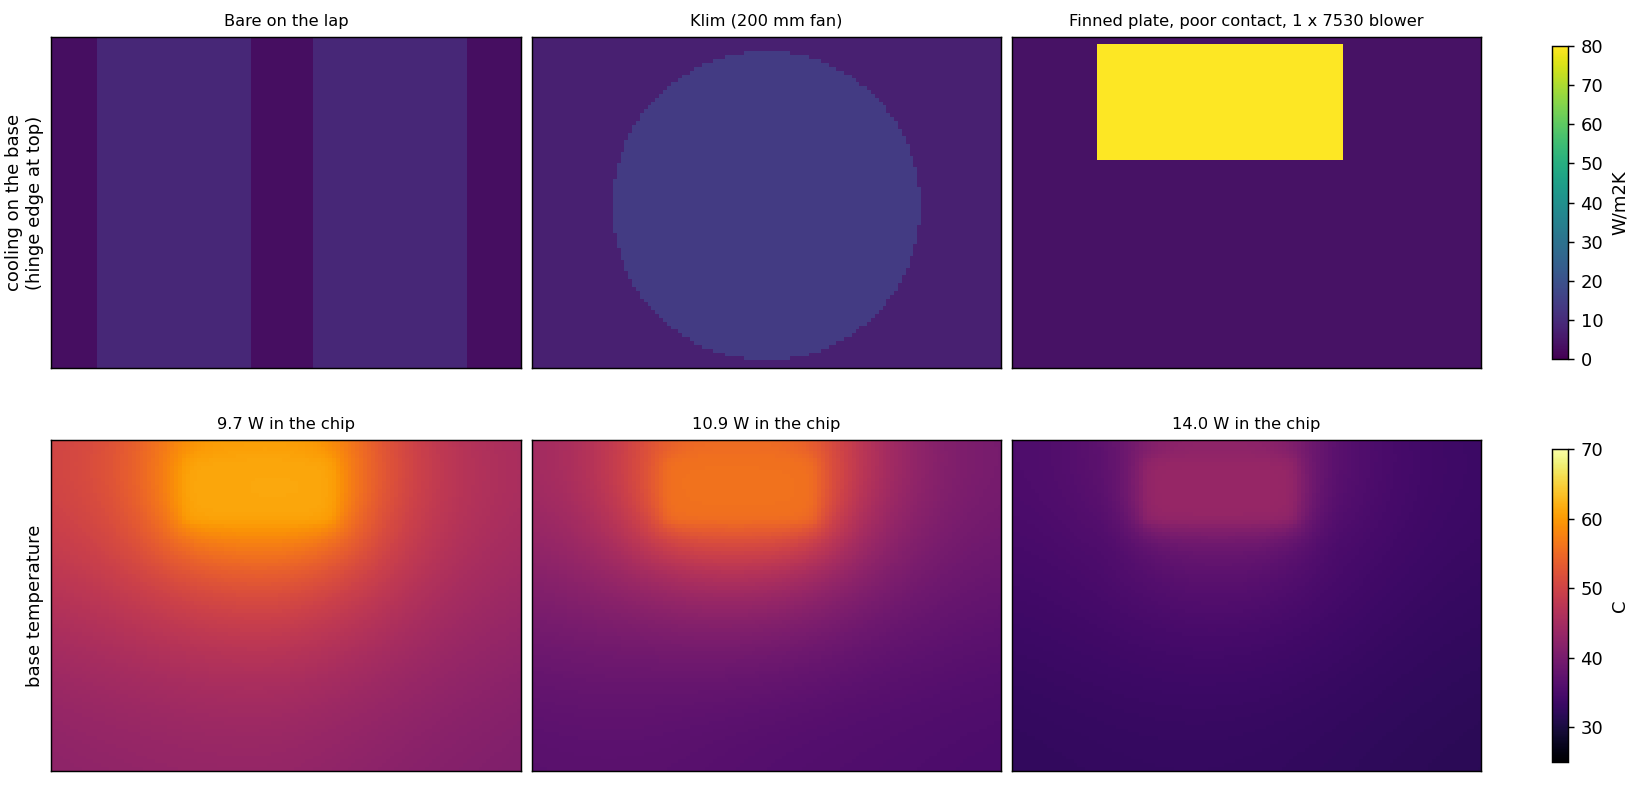 Bare on the lap
Klim (200 mm fan)
Finned plate, poor contact, 1 x 7530 blower
cooling on the base
(hinge edge at top)
80
70
60
50
40
30
20
10
0
W/m2K
9.7 W in the chip
10.9 W in the chip
14.0 W in the chip
base temperature
70
60
50
40
30
C